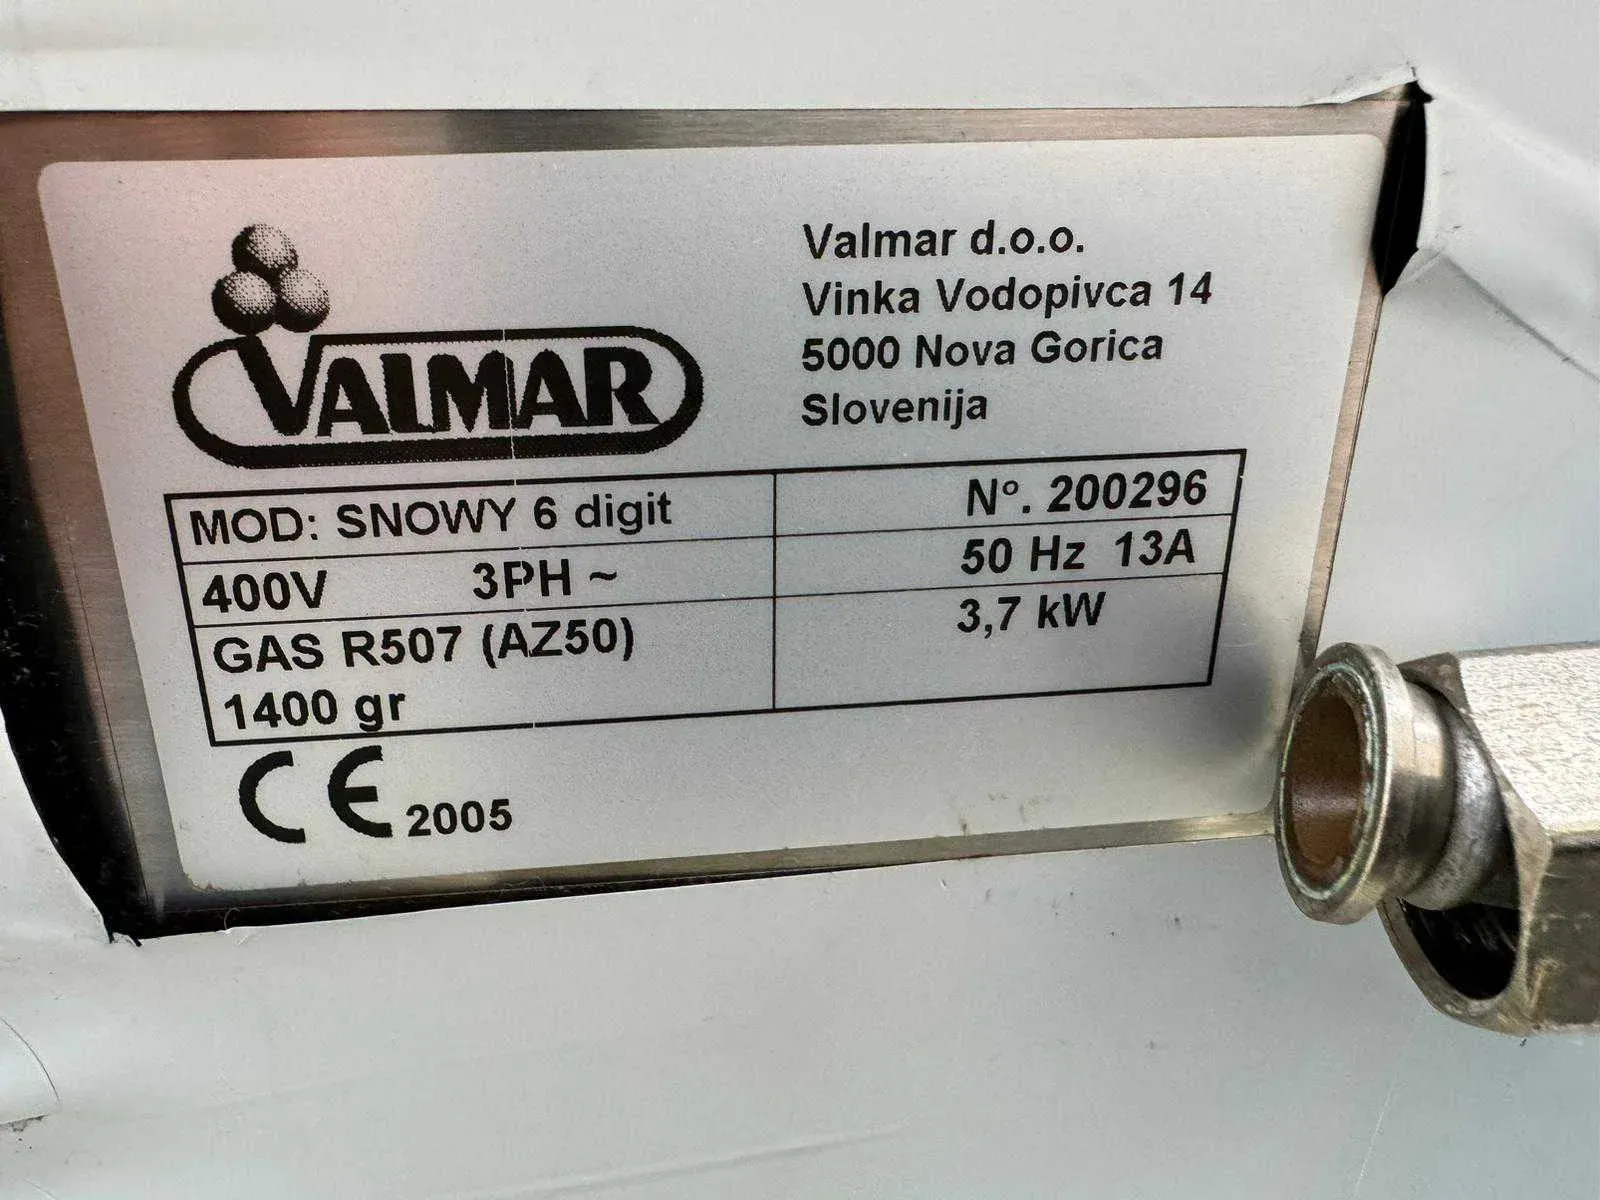 VALMAR
Valmar d.o.o.
Vinka Vodopivca 14
5000 Nova Gorica
Slovenija
MOD: SNOWY 6 digit N°. 200296
400V 3PH ~ 50 Hz 13A
GAS R507 (AZ50) 3,7 kW
1400 gr
CE 2005